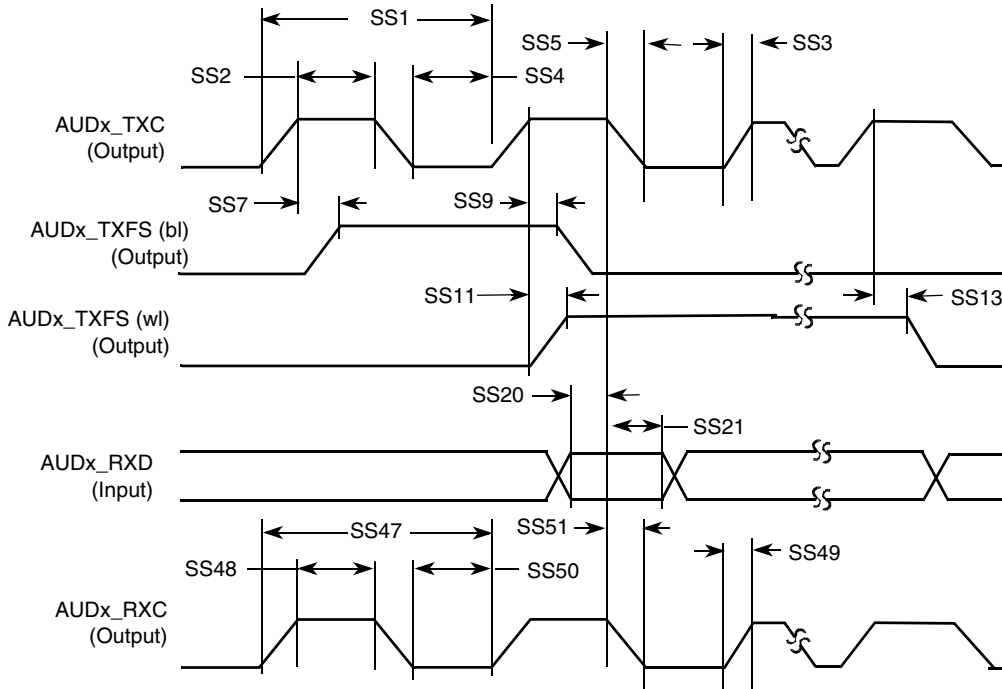 SS1
SS5
SS3
SS2
SS4
AUDx_TXC
(Output)
SS7
SS9
AUDx_TXFS (bl)
(Output)
SS11
SS13
AUDx_TXFS (wl)
(Output)
SS20
SS21
AUDx_RXD
(Input)
SS47
SS51
SS49
SS48
SS50
AUDx_RXC
(Output)